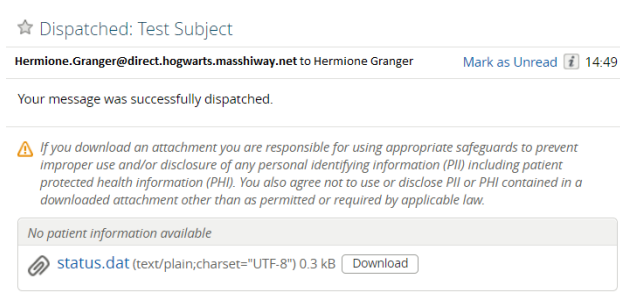 Dispatched: Test Subject
Hermione.Granger@direct.hogwarts.masshiway.net to Hermione Granger Mark as Unread i 14:49
Your message was successfully dispatched.
If you download an attachment you are responsible for using appropriate safeguards to prevent
improper use and/or disclosure of any personal identifying information (PII) including patient
protected health information (PHI). You also agree not to use or disclose PII or PHI contained in a
downloaded attachment other than as permitted or required by applicable law.
No patient information available
status.dat (text/plain;charset="UTF-8") 0.3 kB Download